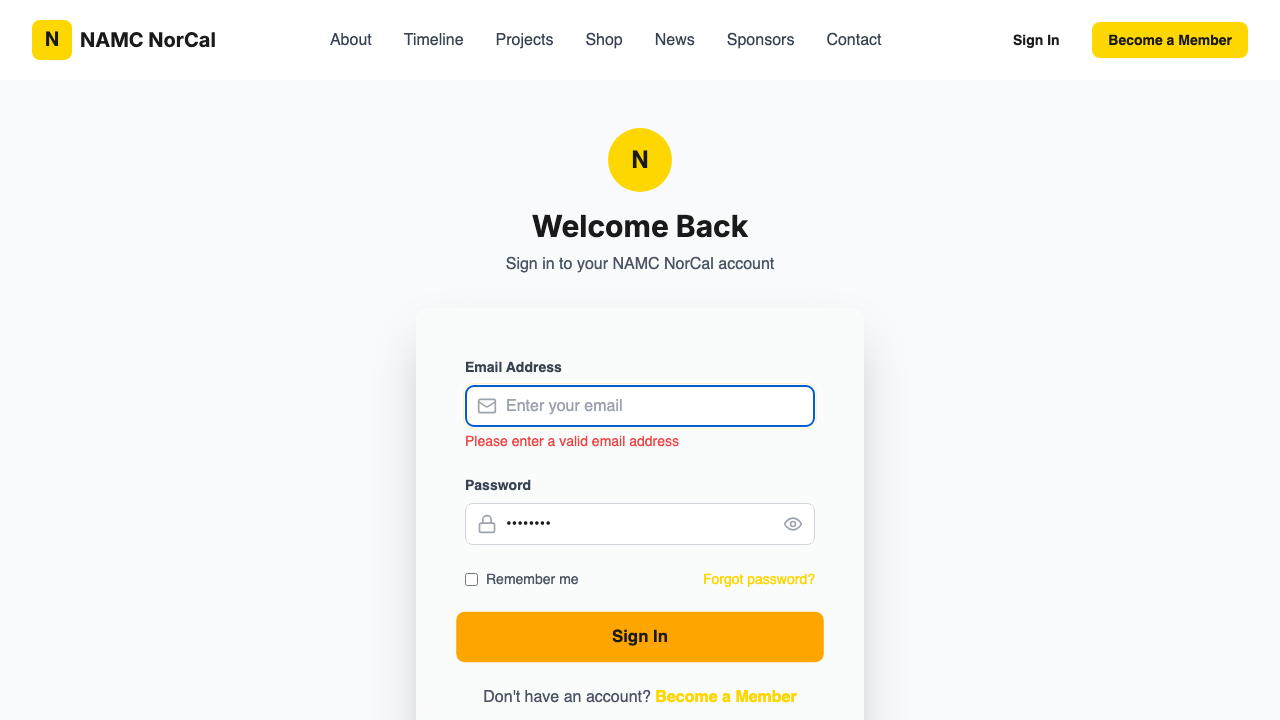 N NAMC NorCal About Timeline Projects Shop News Sponsors Contact Sign In Become a Member
N
Welcome Back
Sign in to your NAMC NorCal account
Email Address
Enter your email
Please enter a valid email address
Password
••••••••
Remember me Forgot password?
Sign In
Don't have an account? Become a Member